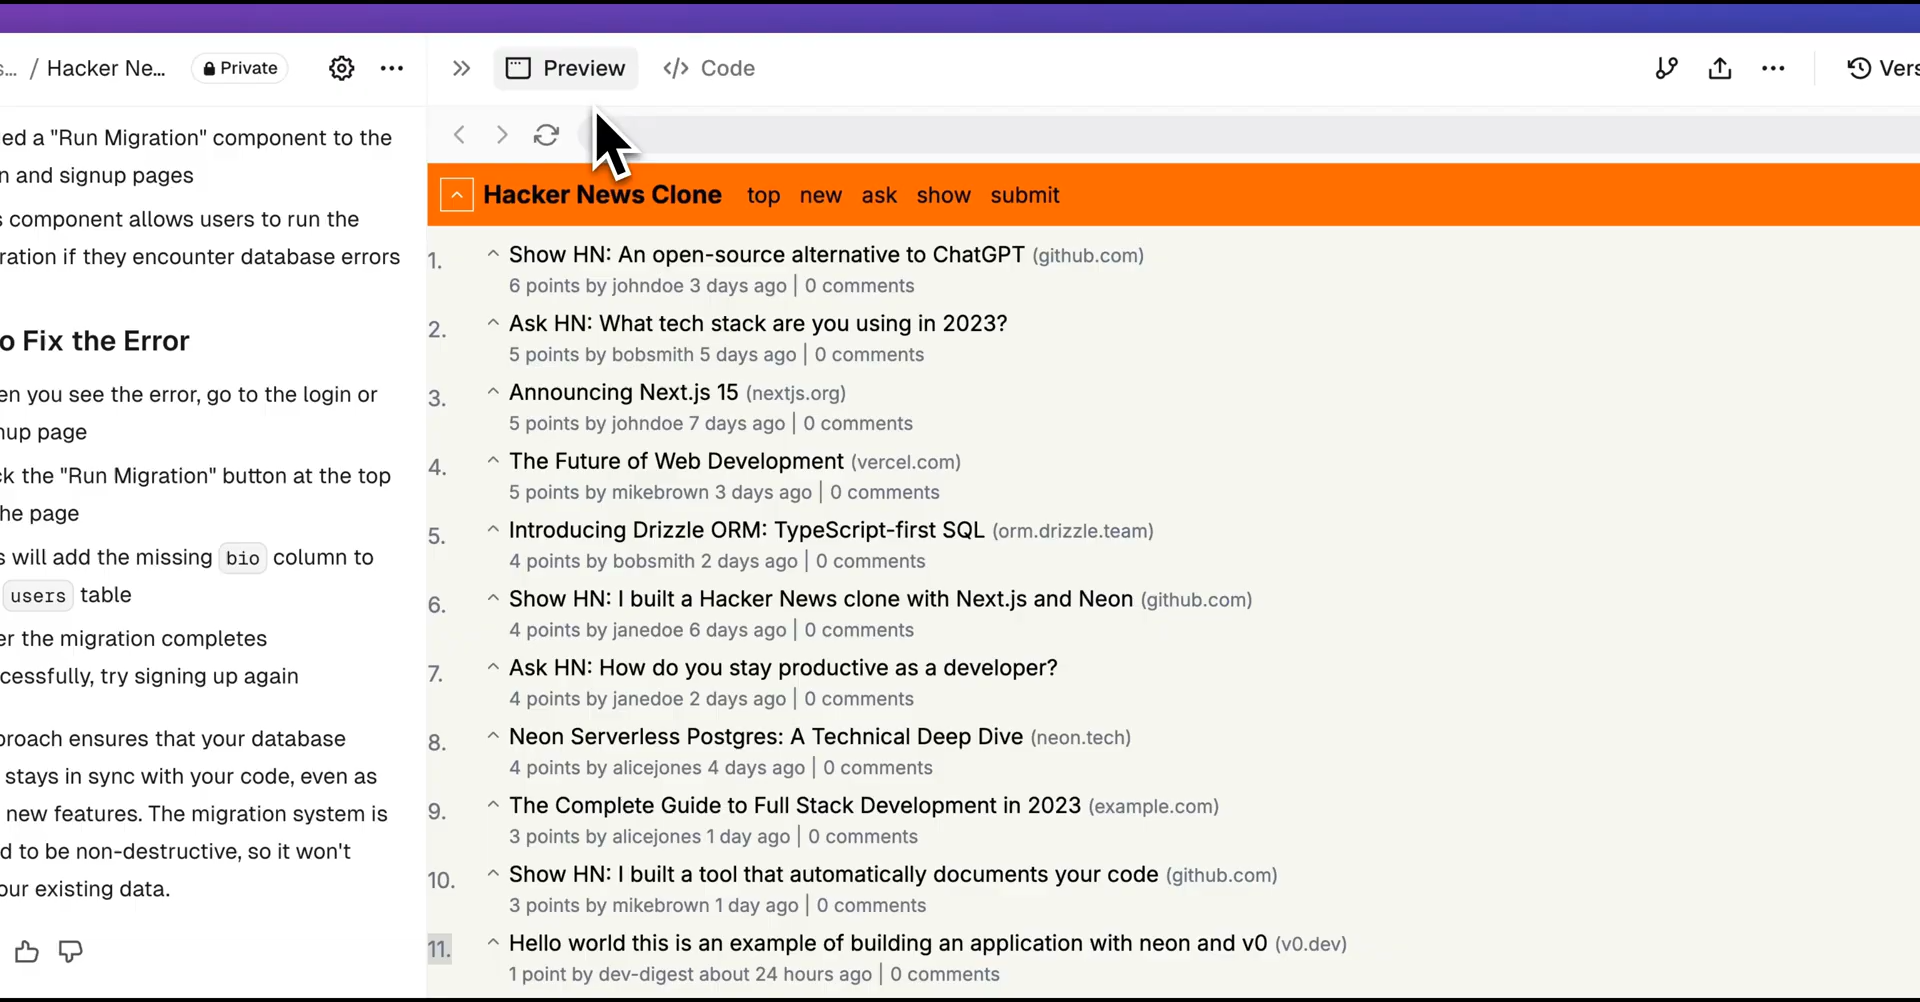 s... / Hacker Ne... Private
Preview Code
Vers
ed a "Run Migration" component to the
n and signup pages
s component allows users to run the
ration if they encounter database errors
o Fix the Error
en you see the error, go to the login or
nup page
ck the "Run Migration" button at the top
he page
s will add the missing bio column to
users table
er the migration completes
cessfully, try signing up again
proach ensures that your database
stays in sync with your code, even as
new features. The migration system is
d to be non-destructive, so it won't
our existing data.
Hacker News Clone top new ask show submit
1. Show HN: An open-source alternative to ChatGPT (github.com)
6 points by johndoe 3 days ago | 0 comments
2. Ask HN: What tech stack are you using in 2023?
5 points by bobsmith 5 days ago | 0 comments
3. Announcing Next.js 15 (nextjs.org)
5 points by johndoe 7 days ago | 0 comments
4. The Future of Web Development (vercel.com)
5 points by mikebrown 3 days ago | 0 comments
5. Introducing Drizzle ORM: TypeScript-first SQL (orm.drizzle.team)
4 points by bobsmith 2 days ago | 0 comments
6. Show HN: I built a Hacker News clone with Next.js and Neon (github.com)
4 points by janedoe 6 days ago | 0 comments
7. Ask HN: How do you stay productive as a developer?
4 points by janedoe 2 days ago | 0 comments
8. Neon Serverless Postgres: A Technical Deep Dive (neon.tech)
4 points by alicejones 4 days ago | 0 comments
9. The Complete Guide to Full Stack Development in 2023 (example.com)
3 points by alicejones 1 day ago | 0 comments
10. Show HN: I built a tool that automatically documents your code (github.com)
3 points by mikebrown 1 day ago | 0 comments
11. Hello world this is an example of building an application with neon and v0 (v0.dev)
1 point by dev-digest about 24 hours ago | 0 comments